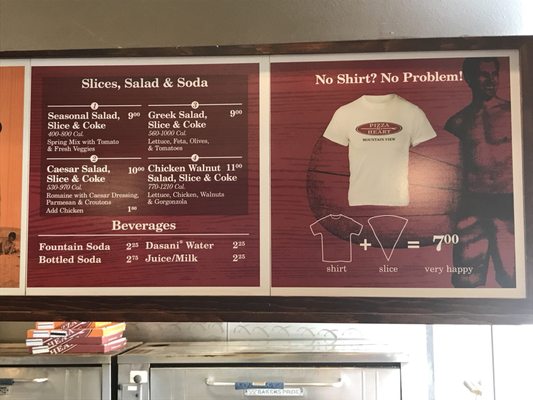 Slices, Salad & Soda
1
Seasonal Salad, 9⁰⁰
Slice & Coke
400-800 Cal.
Spring Mix with Tomato
& Fresh Veggies
2
Caesar Salad, 10⁰⁰
Slice & Coke
530-970 Cal.
Romaine with Caesar Dressing,
Parmesan & Croutons
Add Chicken 1⁰⁰
3
Greek Salad, 9⁰⁰
Slice & Coke
560-1000 Cal.
Lettuce, Feta, Olives,
& Tomatoes
4
Chicken Walnut 11⁰⁰
Salad, Slice & Coke
770-1210 Cal.
Lettuce, Chicken, Walnuts
& Gorgonzola
Beverages
Fountain Soda 2²⁵
Bottled Soda 2⁷⁵
Dasani® Water 2²⁵
Juice/Milk 2²⁵
No Shirt? No Problem!
PIZZA
HEART
MOUNTAIN VIEW
+ = 7⁰⁰
shirt slice very happy
BAKERS PRIDE